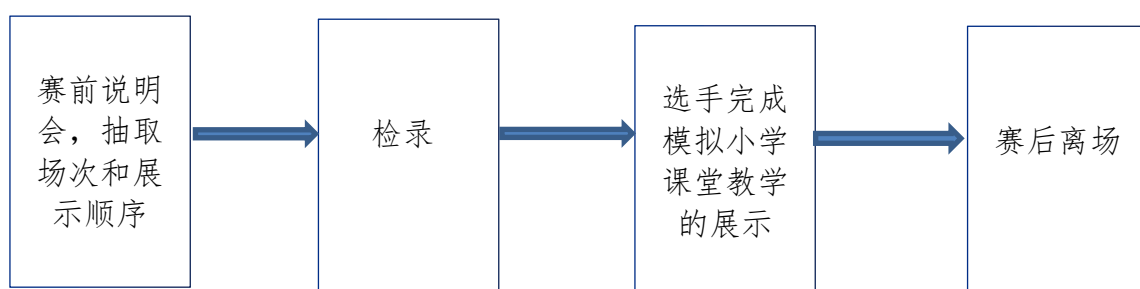 赛前说明
会，抽取
场次和展
示顺序
检录
选手完成
模拟小学
课堂教学
的展示
赛后离场